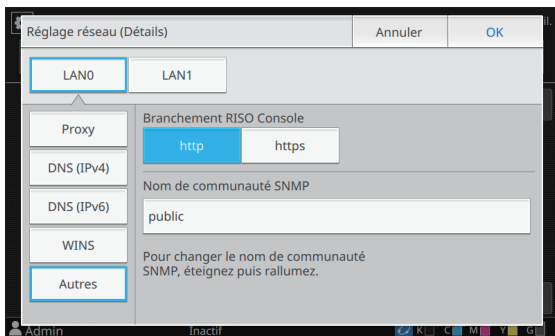 Réglage réseau (Détails)
Annuler
OK
LAN0
LAN1
Proxy
DNS (IPv4)
DNS (IPv6)
WINS
Autres
Branchement RISO Console
http
https
Nom de communauté SNMP
public
Pour changer le nom de communauté
SNMP, éteignez puis rallumez.
Admin
Inactif
K
C
M
Y
G